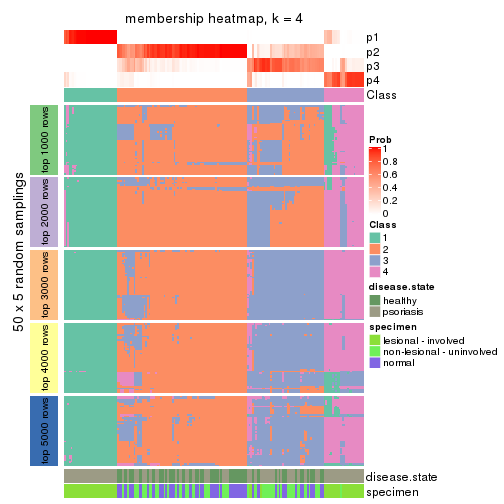 membership heatmap, k = 4
p1
p2
p3
p4
Class
50 x 5 random samplings
top 1000 rows
top 2000 rows
top 3000 rows
top 4000 rows
top 5000 rows
disease.state
specimen
Prob
1
0.8
0.6
0.4
0.2
0
Class
1
2
3
4
disease.state
healthy
psoriasis
specimen
lesional - involved
non-lesional - uninvolved
normal